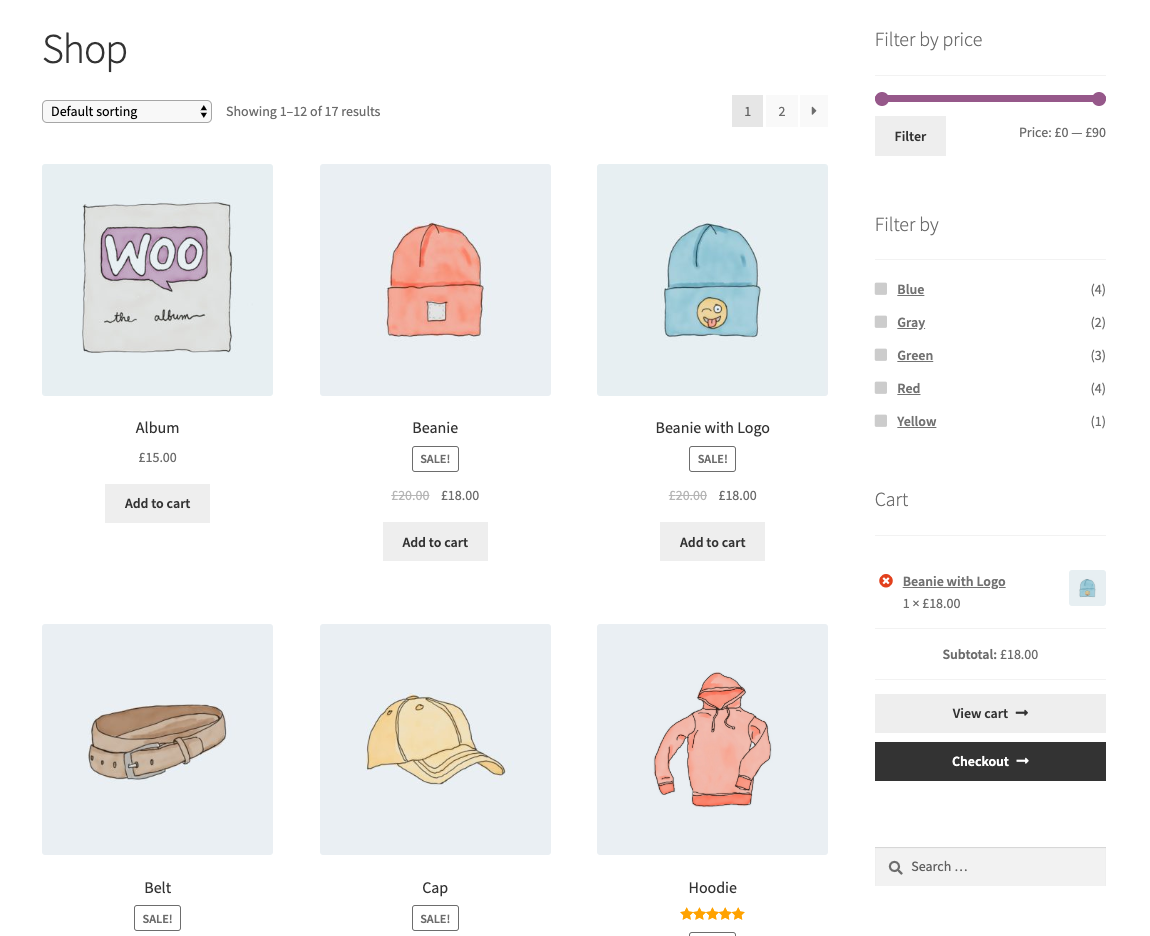 Shop
Default sorting
Showing 1–12 of 17 results
1 2
WOO
the album
Album
£15.00
Add to cart
Beanie
SALE!
£20.00 £18.00
Add to cart
Beanie with Logo
SALE!
£20.00 £18.00
Add to cart
Belt
SALE!
Cap
SALE!
Hoodie
Filter by price
Filter
Price: £0 — £90
Filter by
Blue (4)
Gray (2)
Green (3)
Red (4)
Yellow (1)
Cart
Beanie with Logo
1 × £18.00
Subtotal: £18.00
View cart
Checkout
Search …